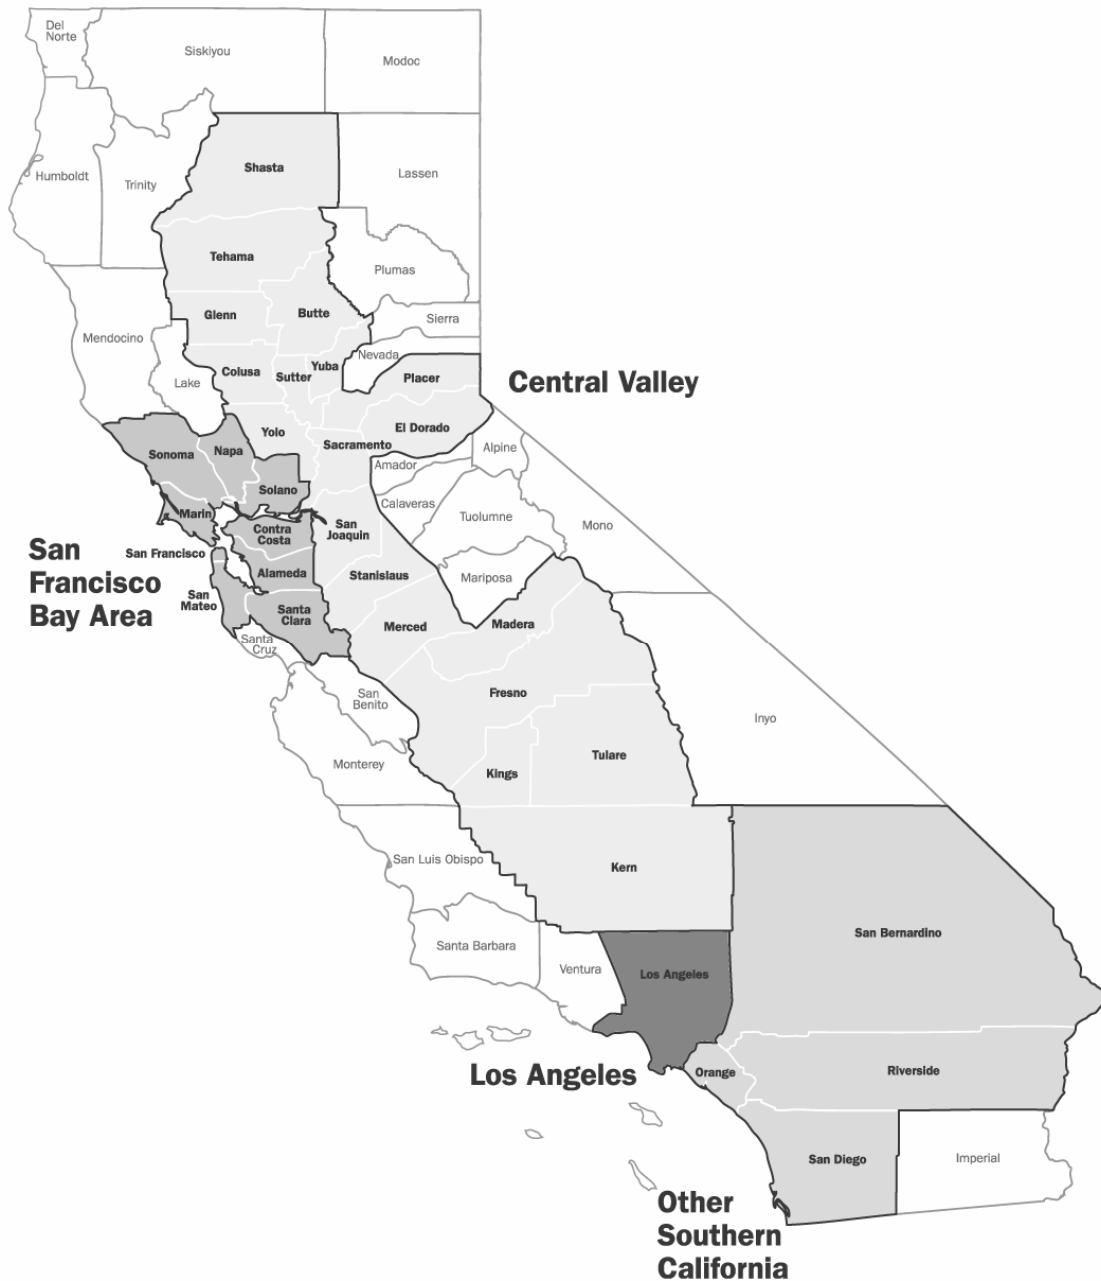 Del
Norte
Siskiyou
Modoc
Humboldt
Trinity
Shasta
Lassen
Tehama
Plumas
Glenn
Butte
Sierra
Mendocino
Nevada
Lake
Colusa
Sutter
Yuba
Placer
Central Valley
Yolo
El Dorado
Sacramento
Sonoma
Napa
Alpine
Amador
Solano
Calaveras
Marin
Tuolumne
Mono
Contra
Costa
San
Joaquin
San
Francisco
Bay Area
San Francisco
Alameda
Stanislaus
Mariposa
San
Mateo
Santa
Clara
Merced
Madera
Santa
Cruz
San
Benito
Fresno
Inyo
Monterey
Kings
Tulare
San Luis Obispo
Kern
San Bernardino
Santa Barbara
Ventura
Los Angeles
Los Angeles
Orange
Riverside
San Diego
Imperial
Other
Southern
California